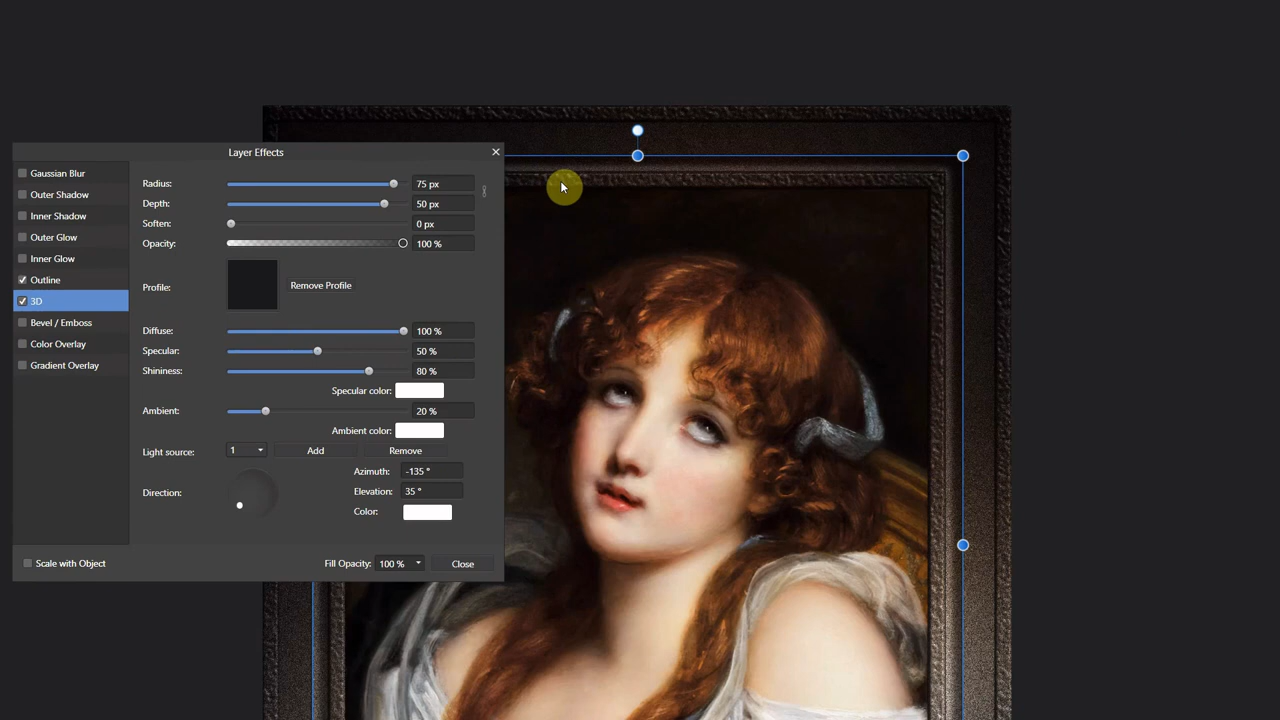 Layer Effects
Gaussian Blur
Outer Shadow
Inner Shadow
Outer Glow
Inner Glow
Outline
3D
Bevel / Emboss
Color Overlay
Gradient Overlay
Radius: 75 px
Depth: 50 px
Soften: 0 px
Opacity: 100 %
Profile: Remove Profile
Diffuse: 100 %
Specular: 50 %
Shininess: 80 %
Specular color:
Ambient: 20 %
Ambient color:
Light source: 1 Add Remove
Azimuth: -135 °
Direction: Elevation: 35 °
Color:
Scale with Object Fill Opacity: 100 % Close